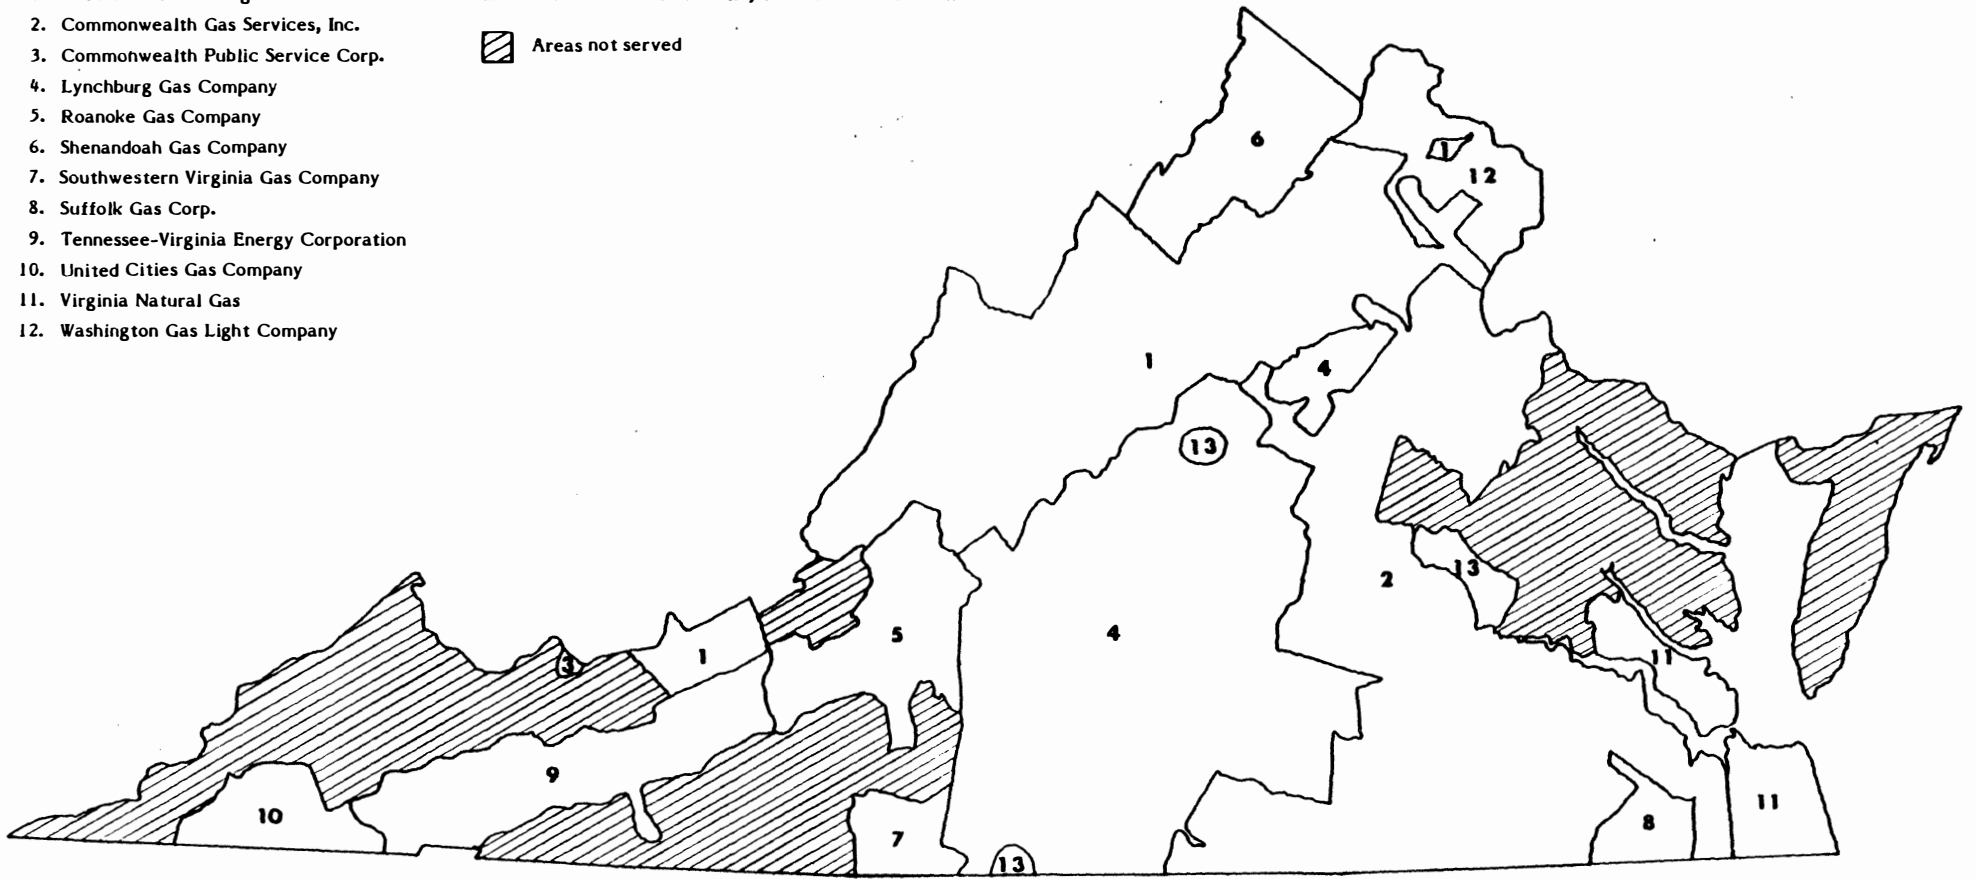 2. Commonwealth Gas Services, Inc.
3. Commonwealth Public Service Corp.
4. Lynchburg Gas Company
5. Roanoke Gas Company
6. Shenandoah Gas Company
7. Southwestern Virginia Gas Company
8. Suffolk Gas Corp.
9. Tennessee-Virginia Energy Corporation
10. United Cities Gas Company
11. Virginia Natural Gas
12. Washington Gas Light Company
Areas not served
6
1
12
1
4
13
2
13
5
4
3
1
11
9
10
7
13
8
11